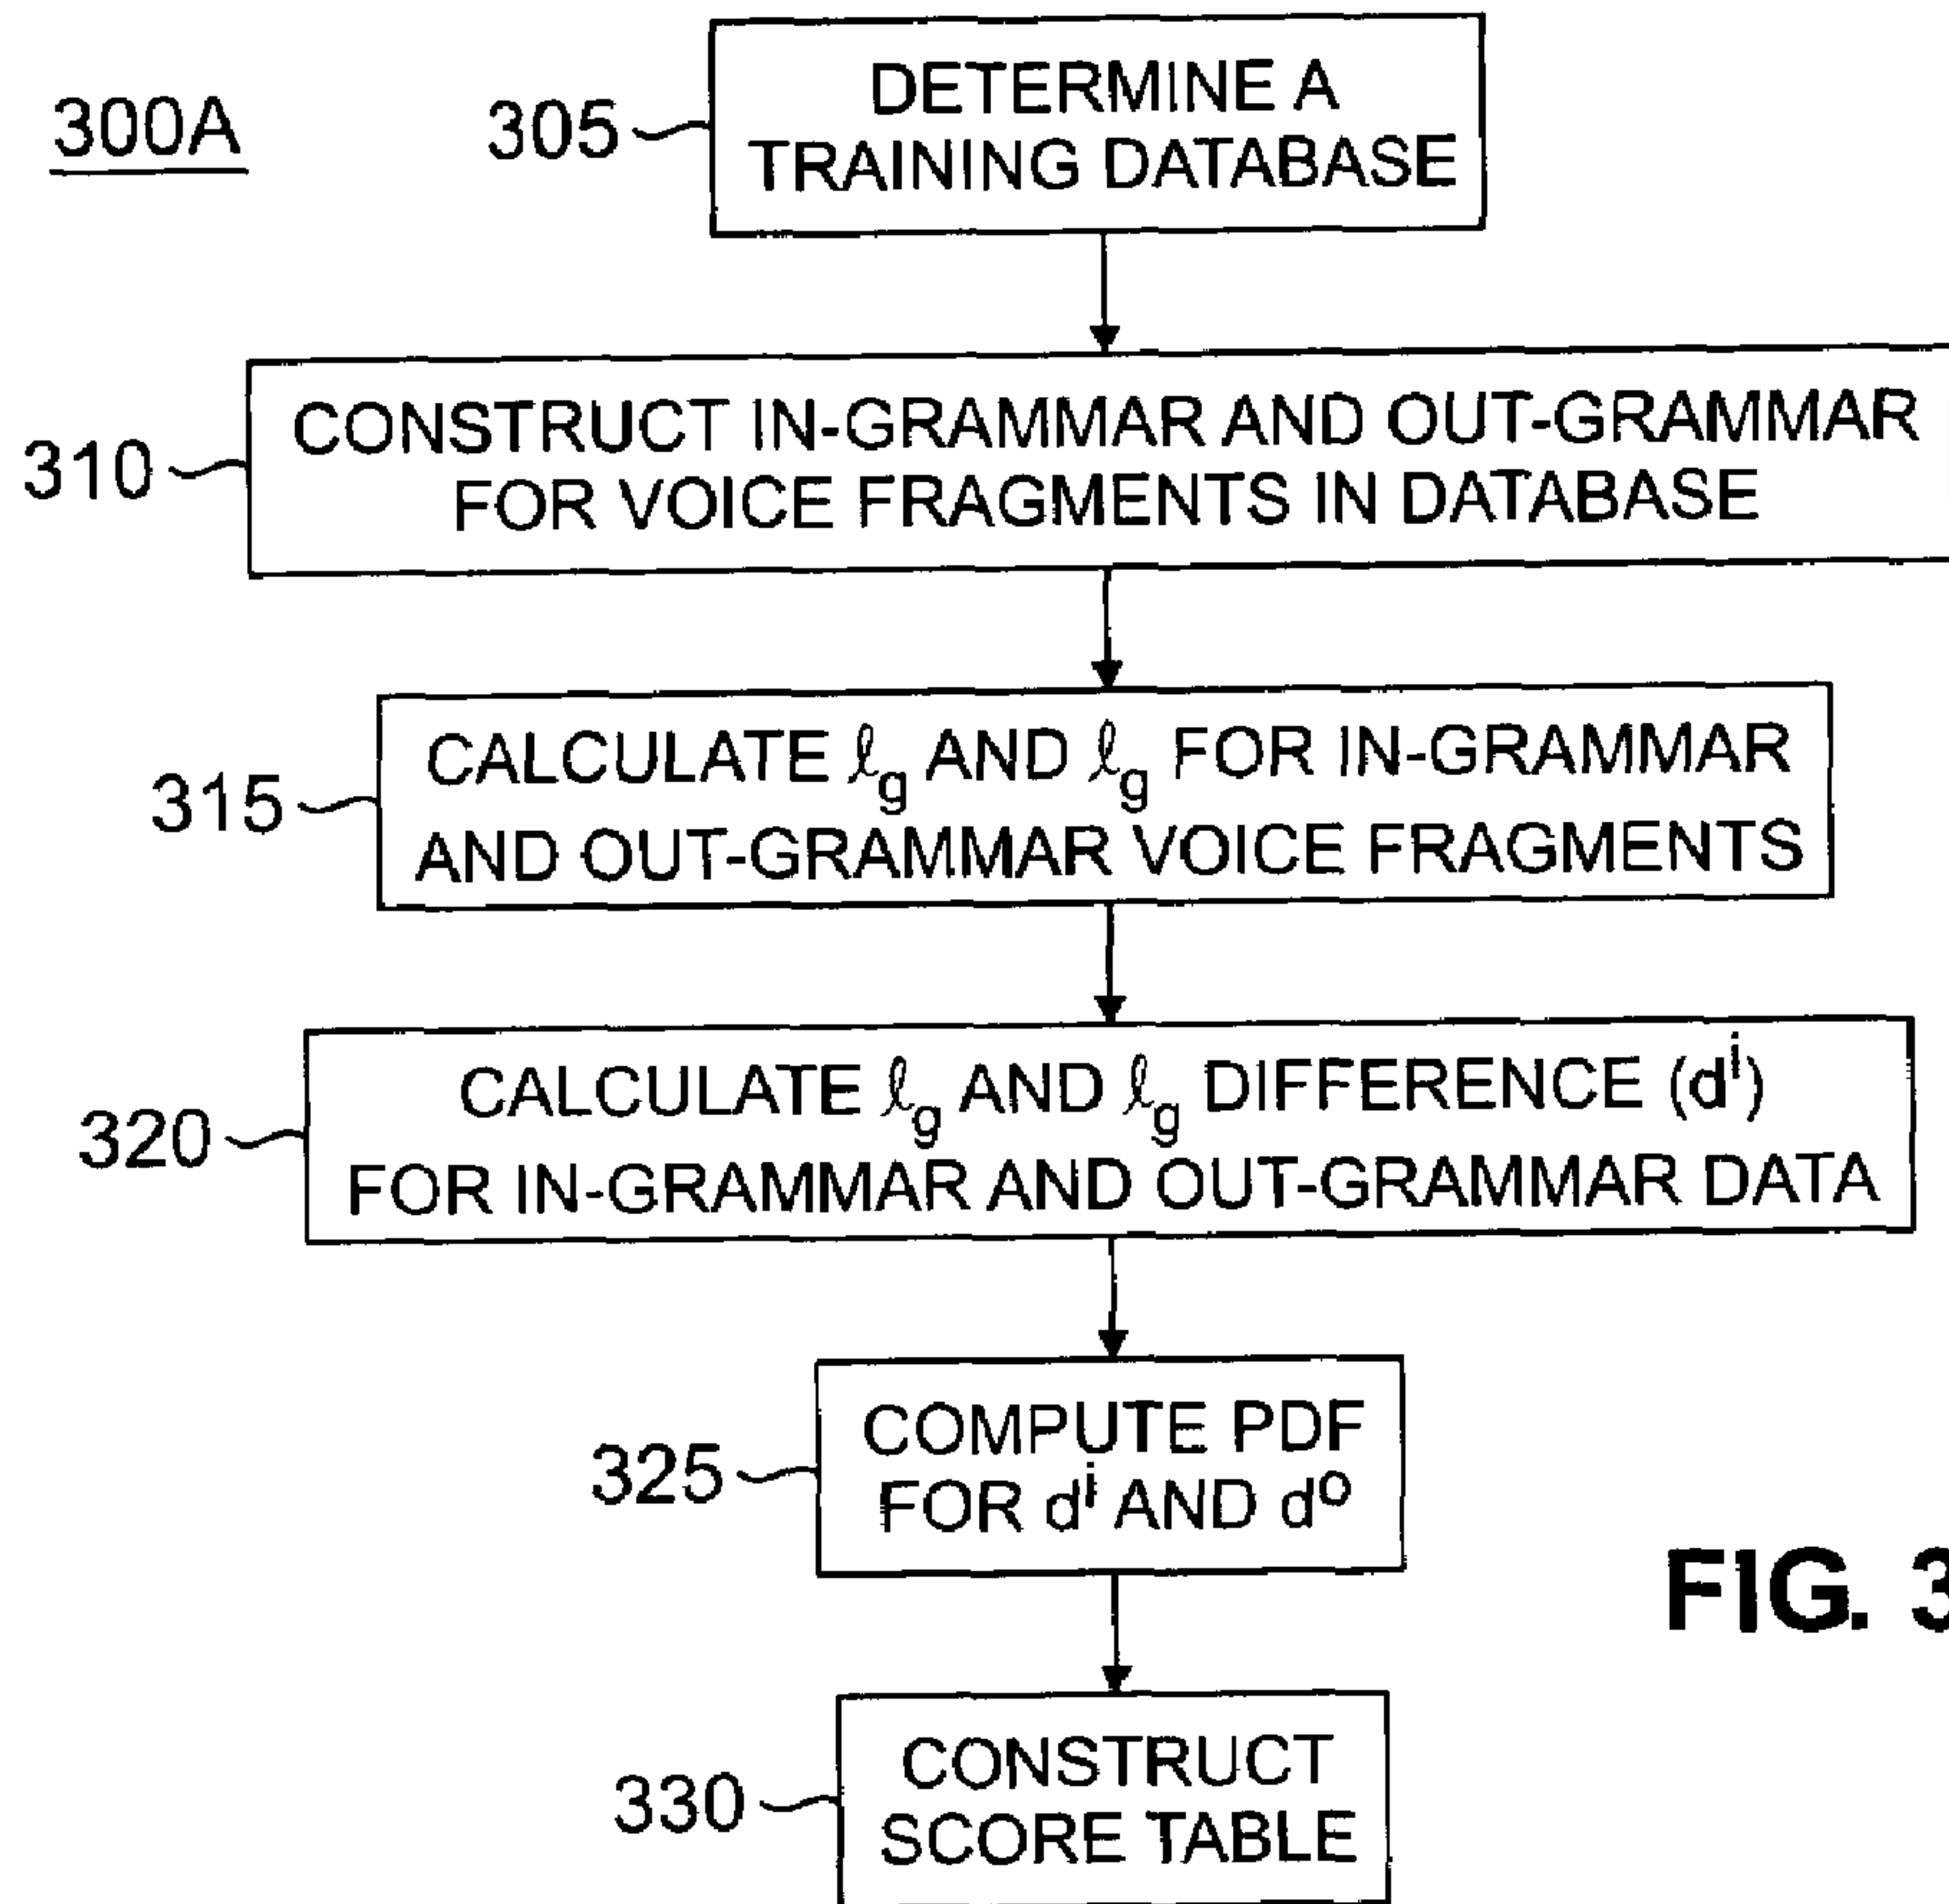 300A
305
DETERMINE A
TRAINING DATABASE
310
CONSTRUCT IN-GRAMMAR AND OUT-GRAMMAR
FOR VOICE FRAGMENTS IN DATABASE
315
CALCULATE ℓg AND ℓg FOR IN-GRAMMAR
AND OUT-GRAMMAR VOICE FRAGMENTS
320
CALCULATE ℓg AND ℓg DIFFERENCE (dⁱ)
FOR IN-GRAMMAR AND OUT-GRAMMAR DATA
325
COMPUTE PDF
FOR dⁱ AND dᵒ
330
CONSTRUCT
SCORE TABLE
FIG. 3